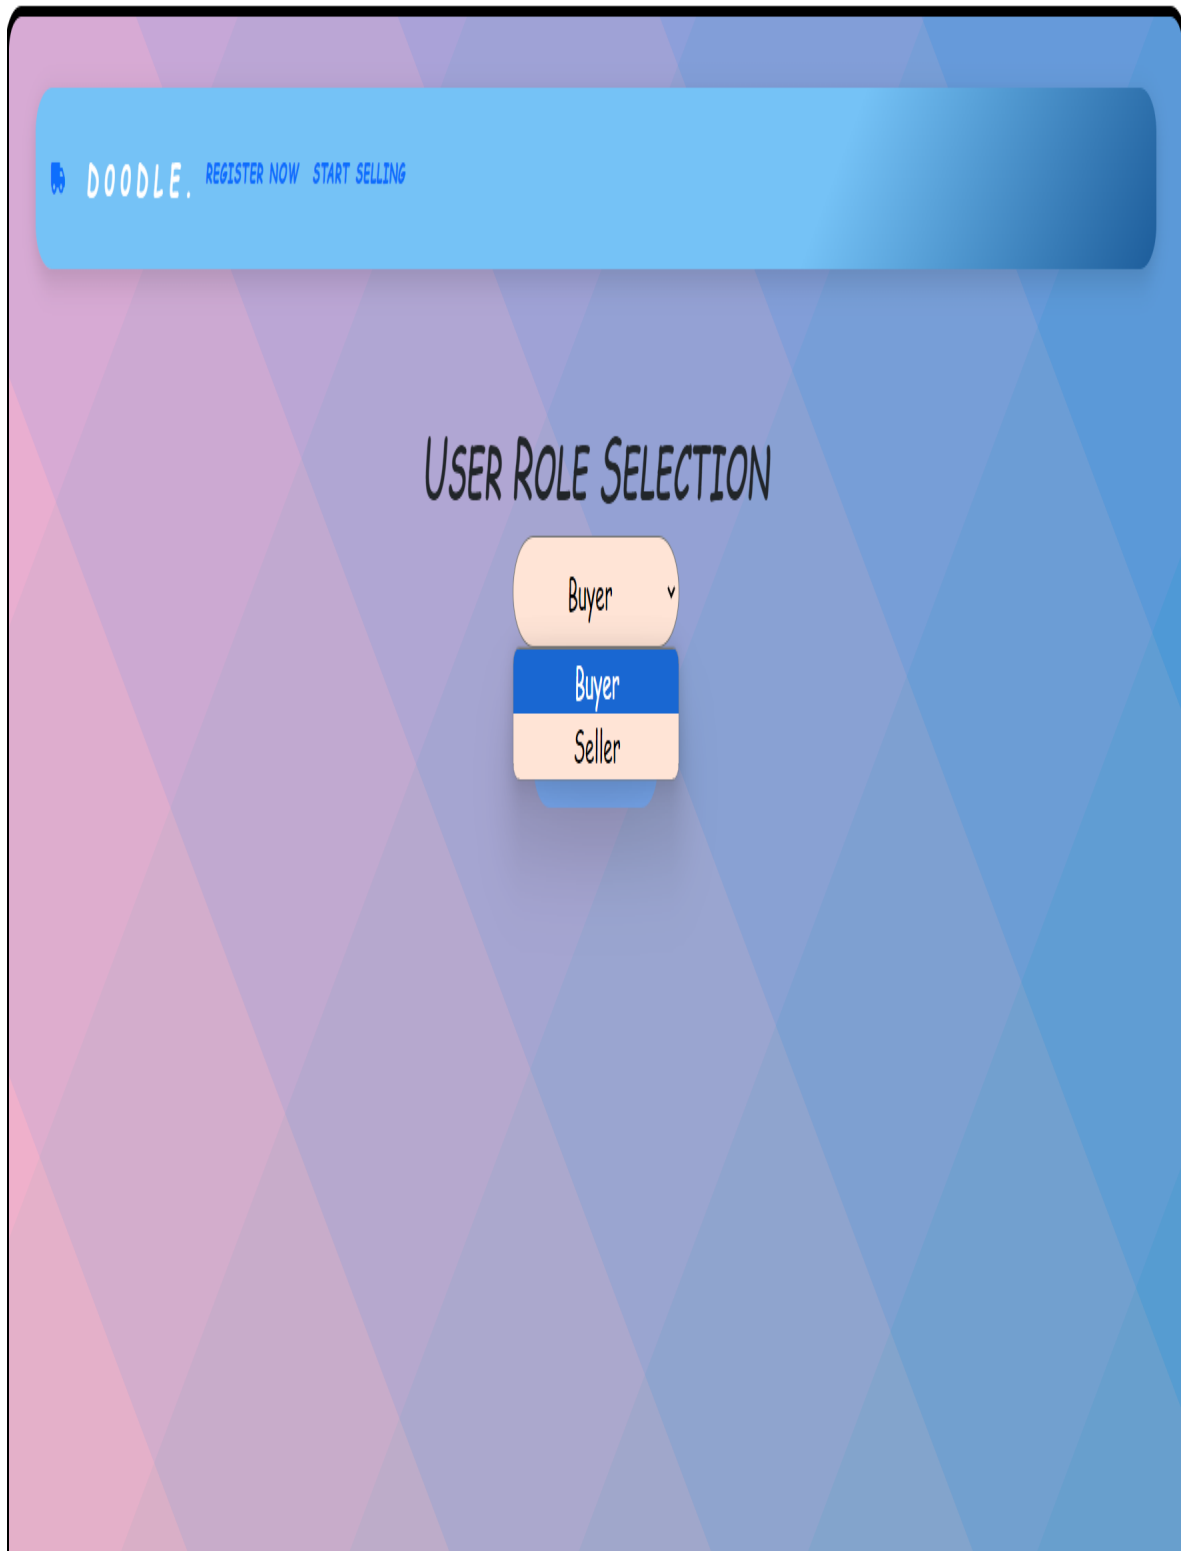 DOODLE. REGISTER NOW START SELLING
USER ROLE SELECTION
Buyer
Buyer
Seller